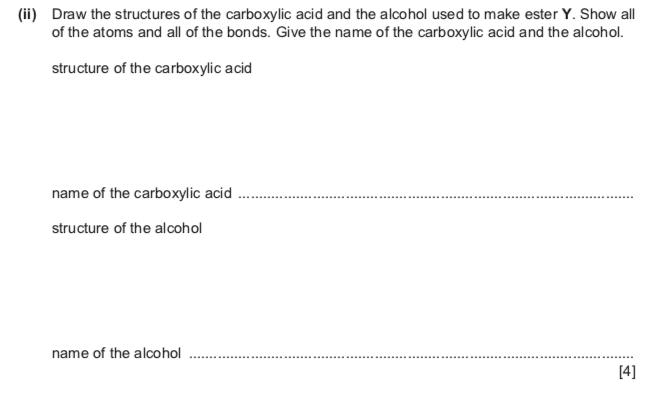 (ii) Draw the structures of the carboxylic acid and the alcohol used to make ester Y. Show all
of the atoms and all of the bonds. Give the name of the carboxylic acid and the alcohol.
structure of the carboxylic acid
name of the carboxylic acid ................................................................................................
structure of the alcohol
name of the alcohol ............................................................................................................
[4]